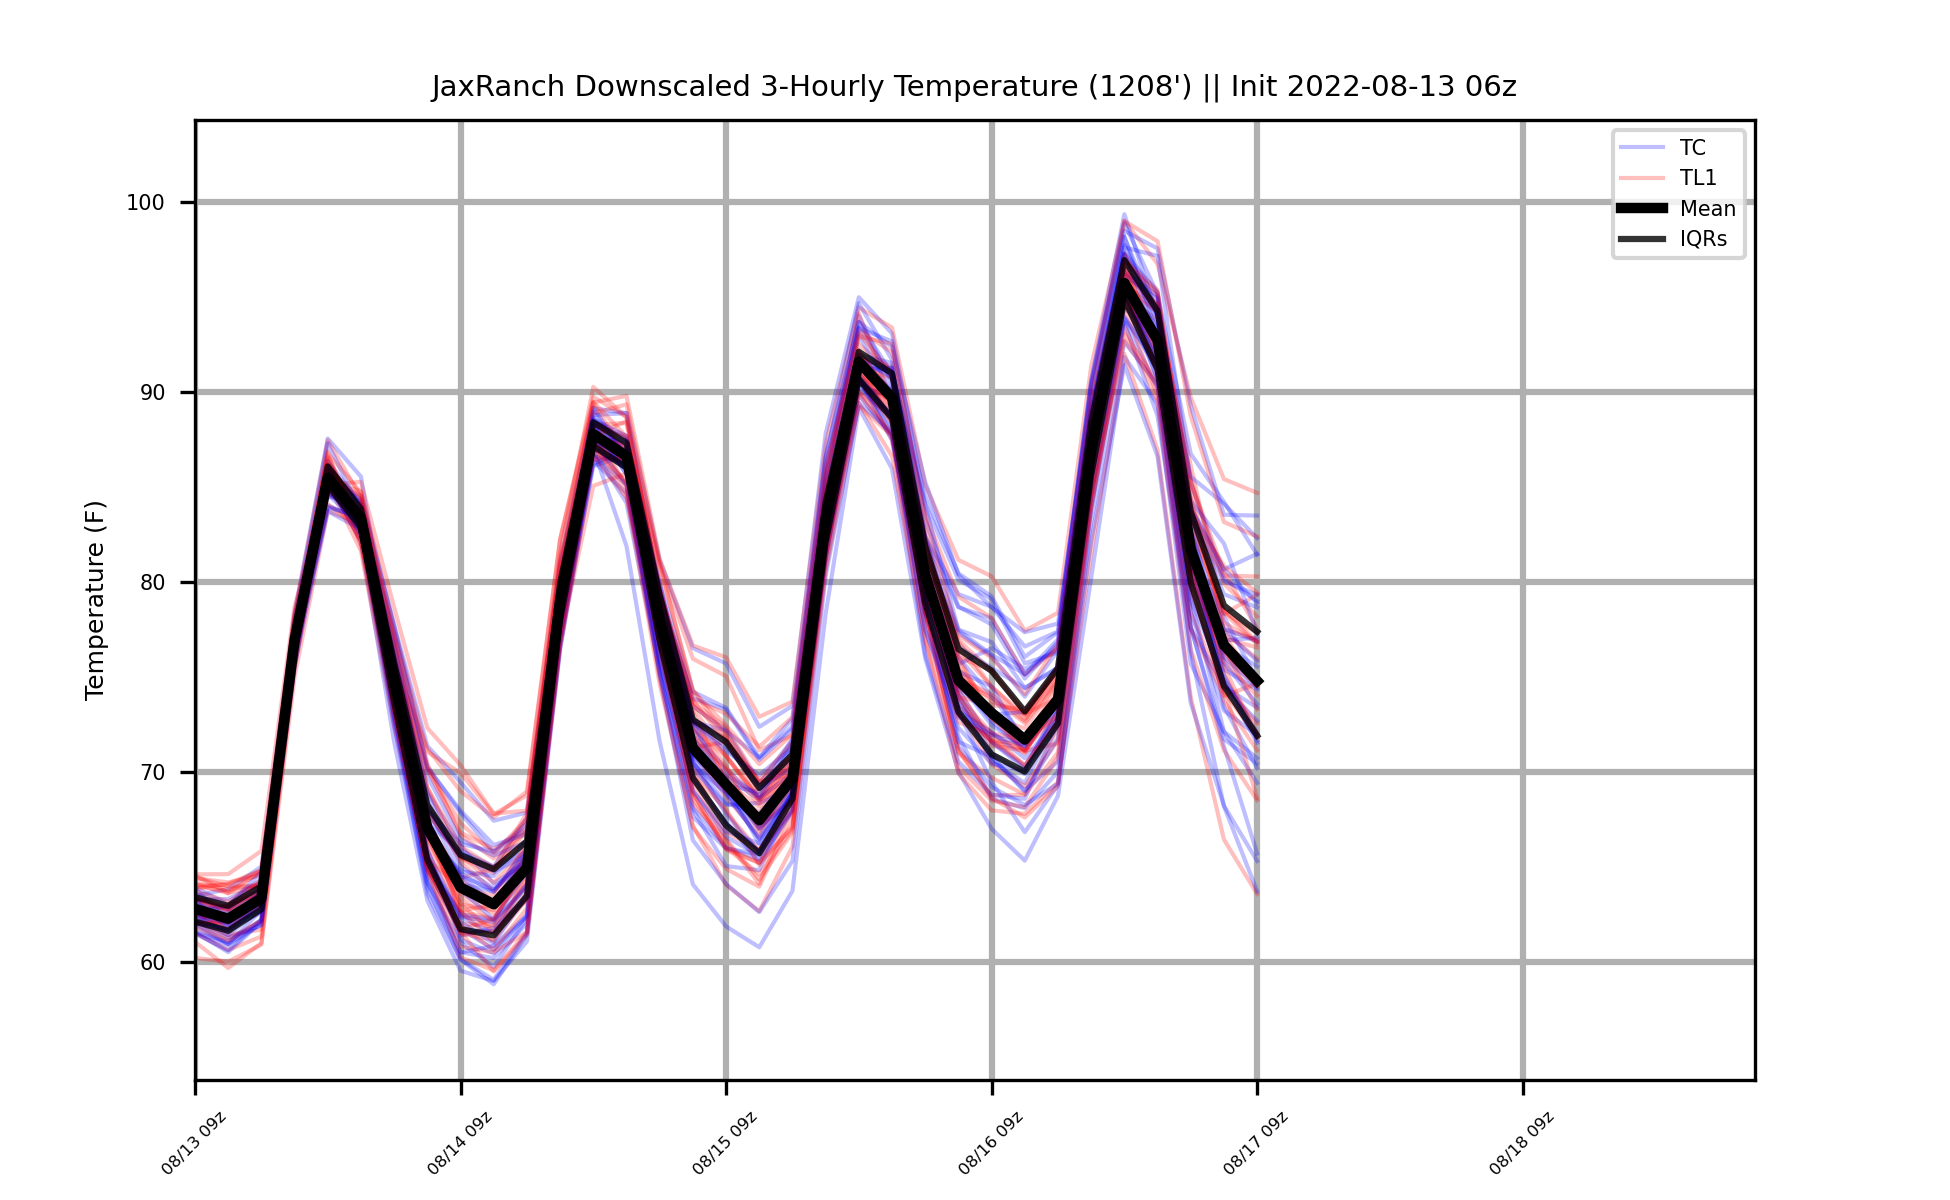 JaxRanch Downscaled 3-Hourly Temperature (1208') || Init 2022-08-13 06z
TC
TL1
Mean
IQRs
Temperature (F)
100
90
80
70
60
08/13 09z
08/14 09z
08/15 09z
08/16 09z
08/17 09z
08/18 09z